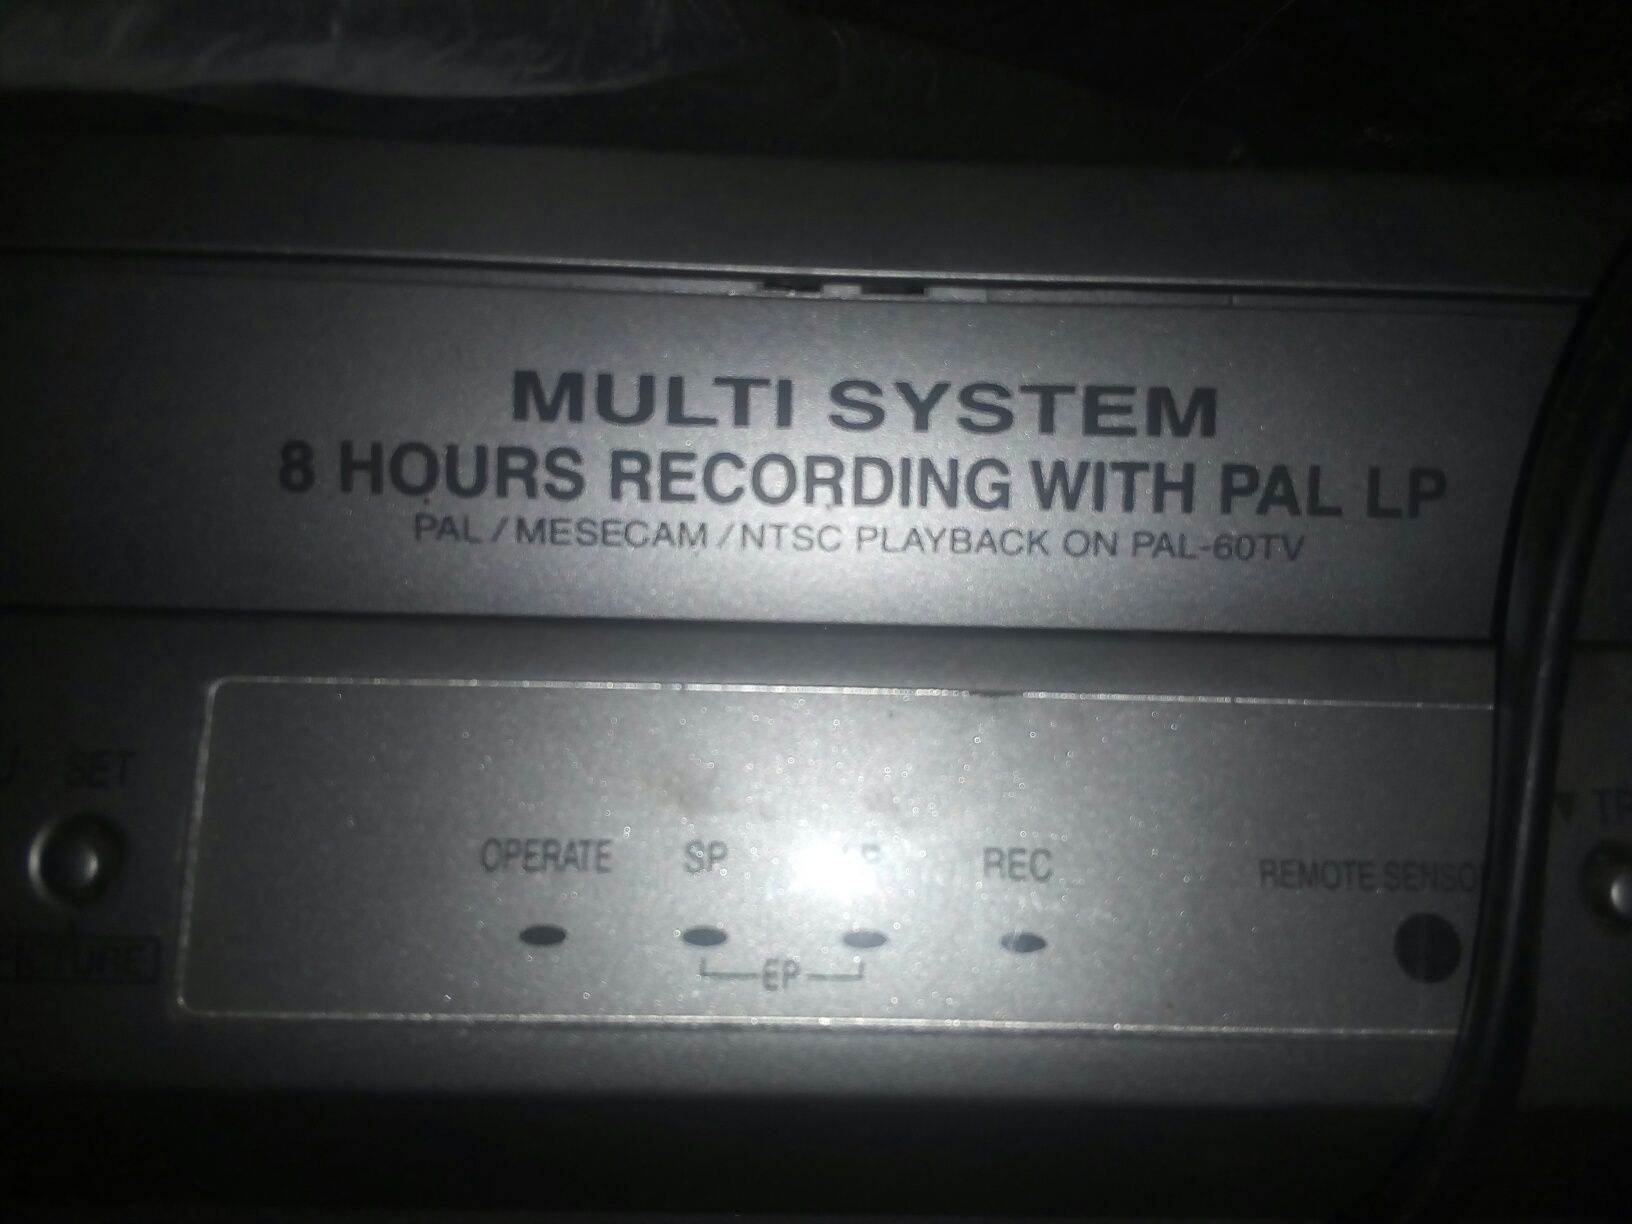 MULTI SYSTEM
8 HOURS RECORDING WITH PAL LP
PAL / MESECAM / NTSC PLAYBACK ON PAL-60TV
SET
OPERATE SP REC
REMOTE SENSO
EP